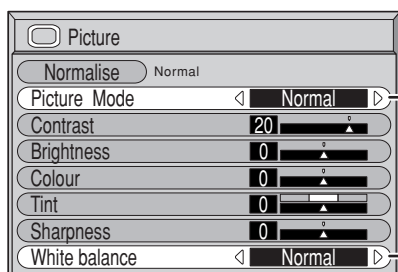 Picture
Normalise Normal
Picture Mode Normal
Contrast 20
Brightness 0
Colour 0
Tint 0
Sharpness 0
White balance Normal